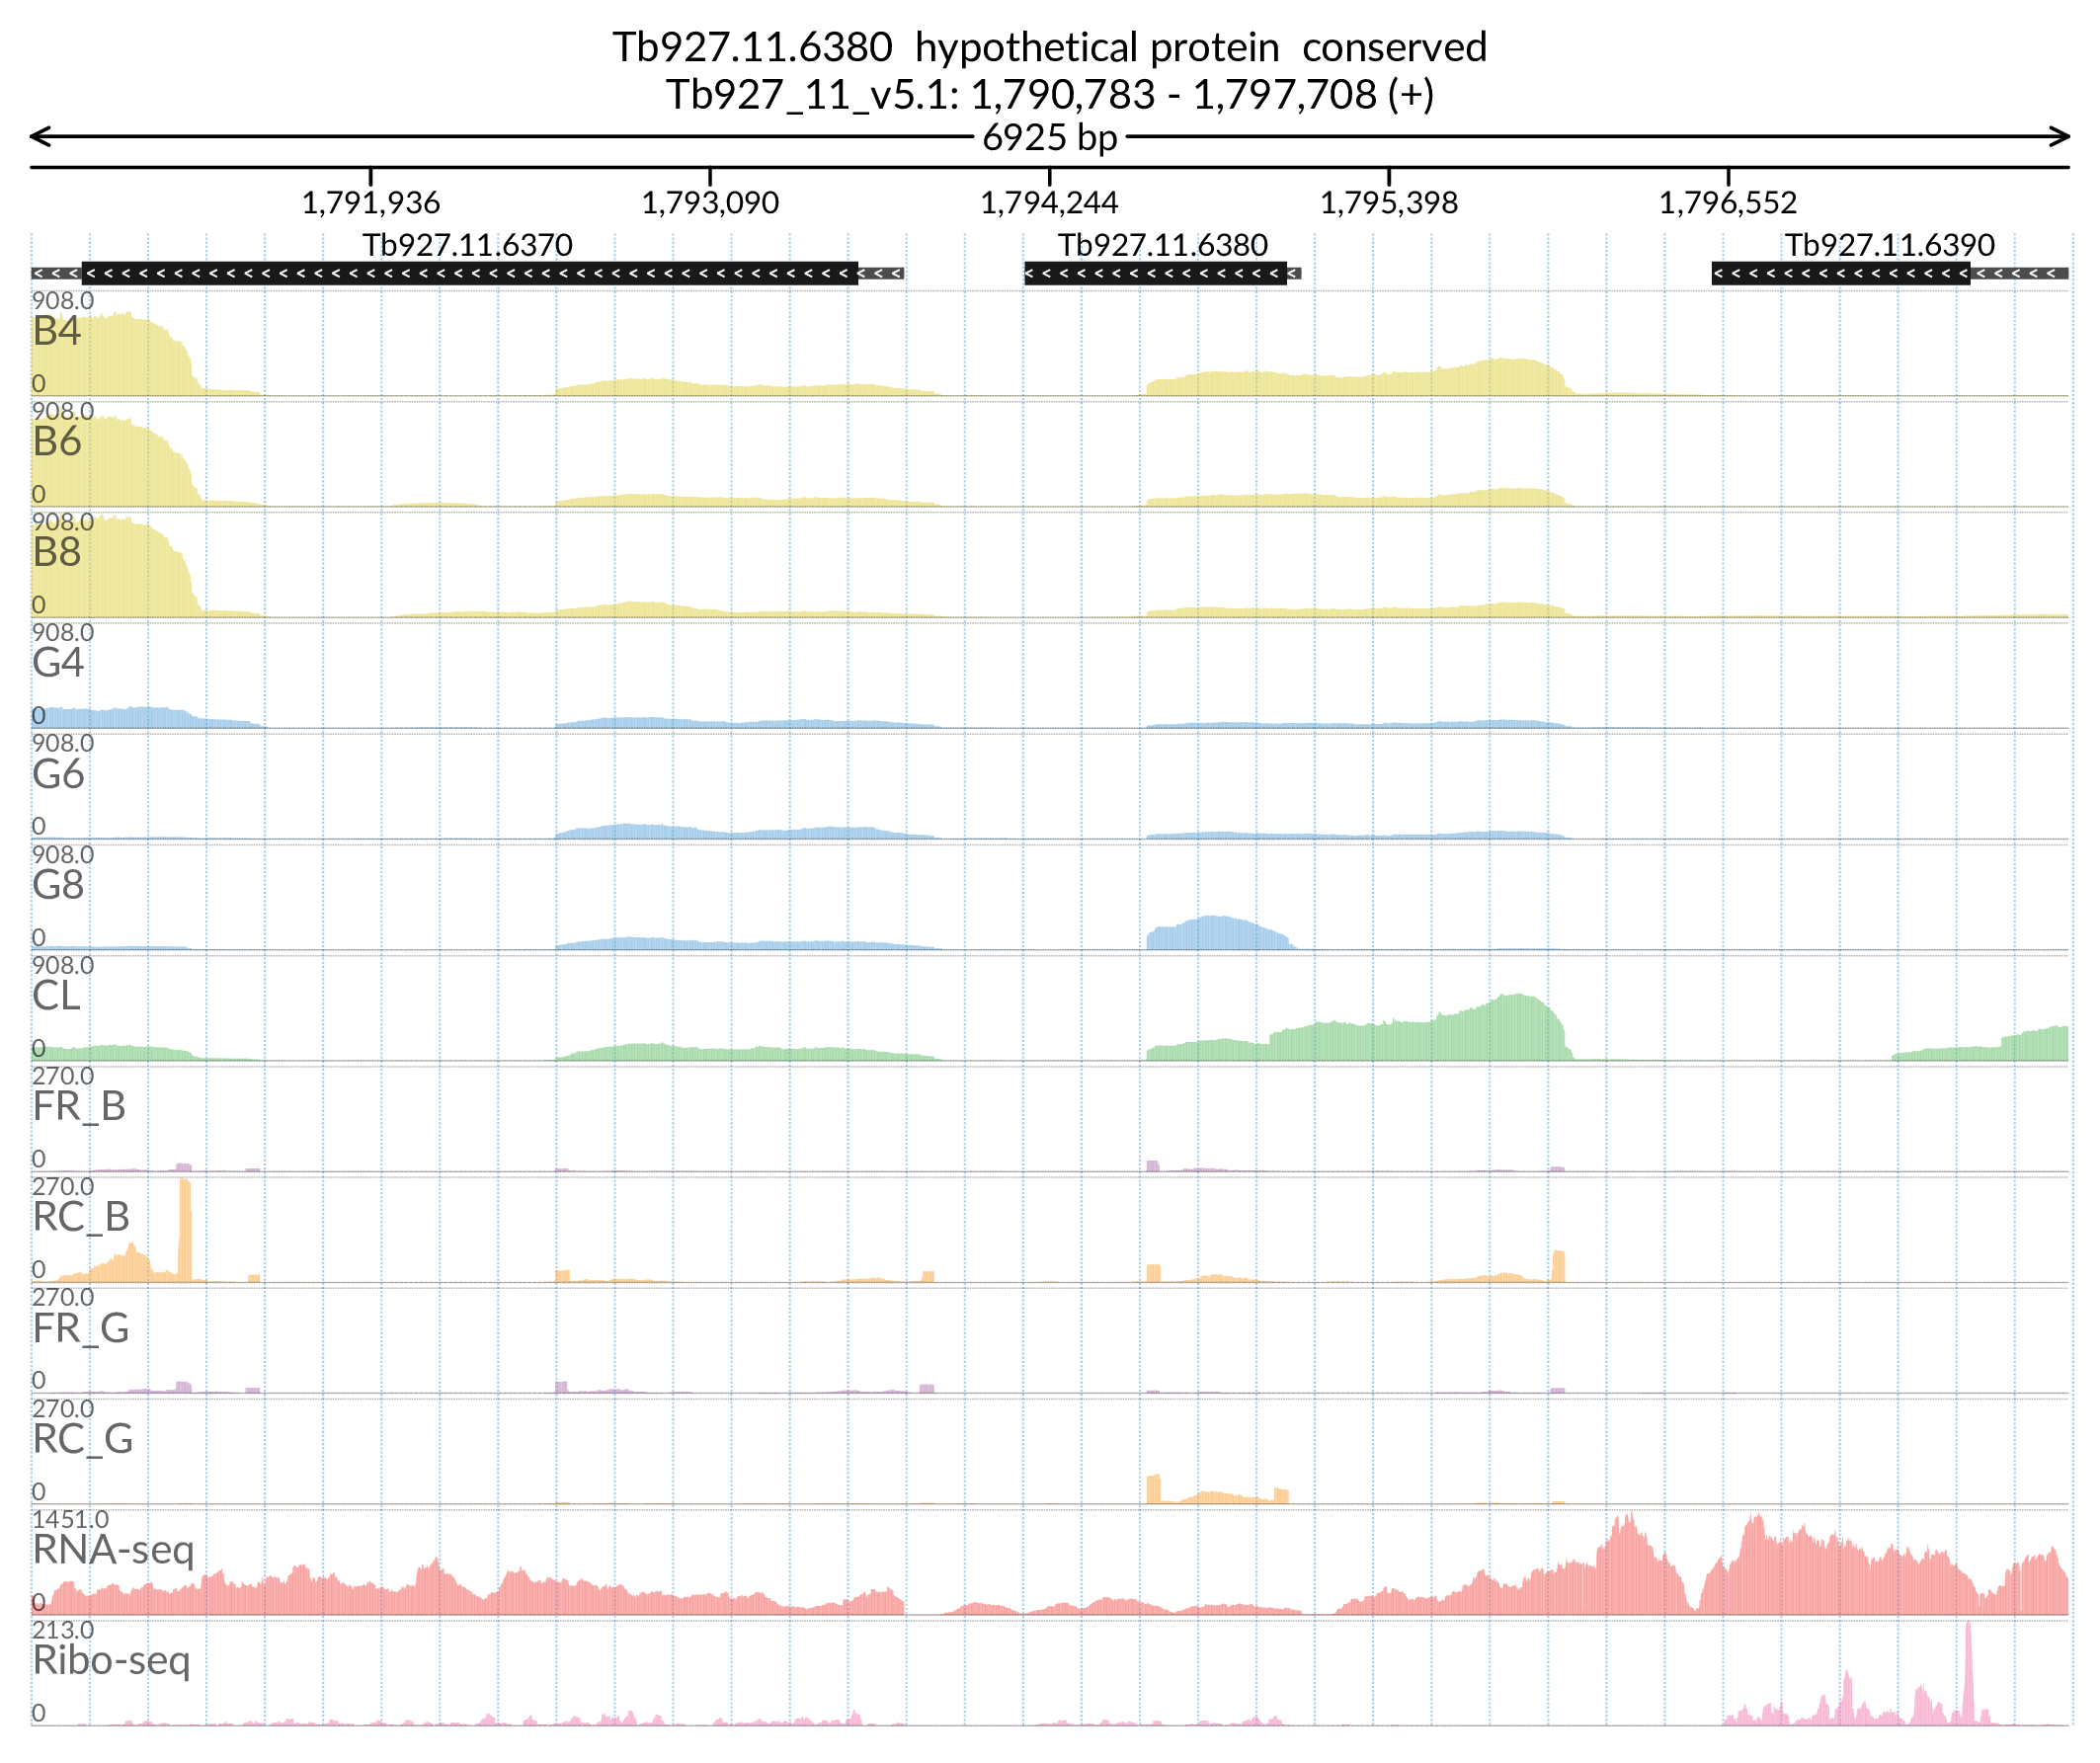 Tb927.11.6380 hypothetical protein conserved
Tb927_11_v5.1: 1,790,783 - 1,797,708 (+)
6925 bp
1,791,936 1,793,090 1,794,244 1,795,398 1,796,552
Tb927.11.6370 Tb927.11.6380 Tb927.11.6390
908.0
B4
0
908.0
B6
0
908.0
B8
0
908.0
G4
0
908.0
G6
0
908.0
G8
0
908.0
CL
0
270.0
FR_B
0
270.0
RC_B
0
270.0
FR_G
0
270.0
RC_G
0
1451.0
RNA-seq
0
213.0
Ribo-seq
0